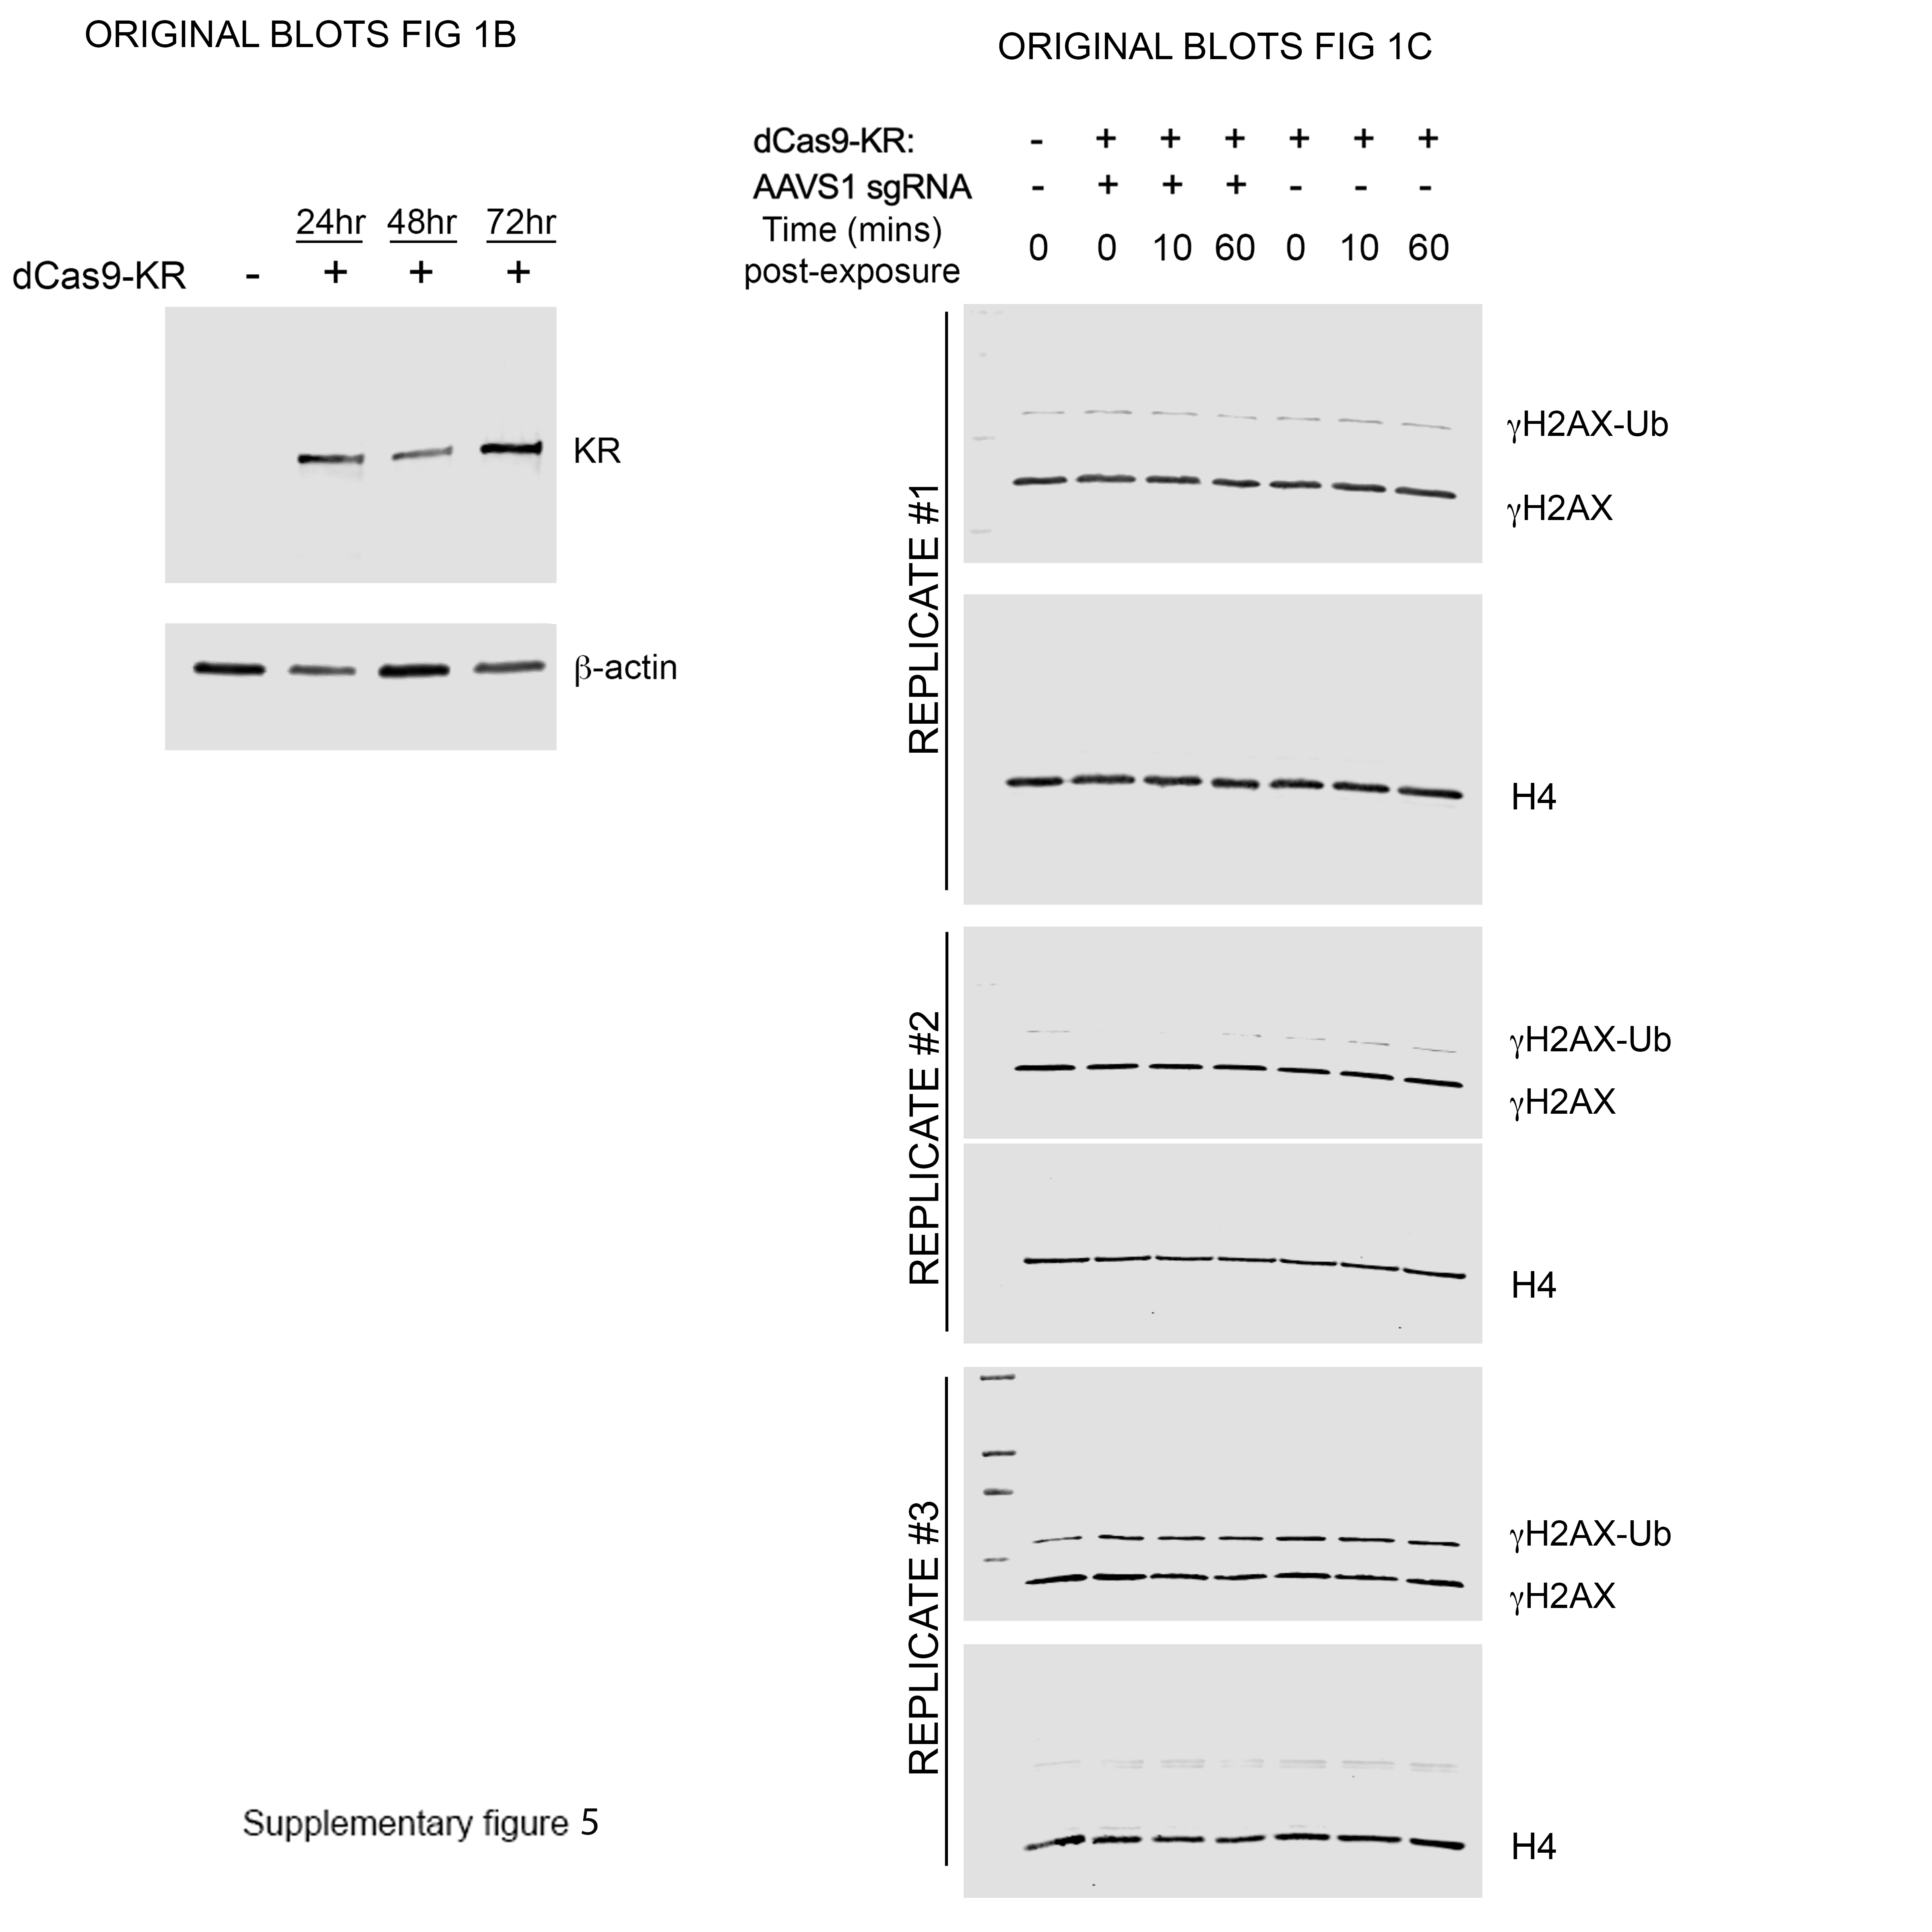 ORIGINAL BLOTS FIG 1B
24hr 48hr 72hr
dCas9-KR - + + +
KR
β-actin
Supplementary figure 5
ORIGINAL BLOTS FIG 1C
dCas9-KR: - + + + + + +
AAVS1 sgRNA - + + + - - -
Time (mins)
post-exposure 0 0 10 60 0 10 60
REPLICATE #1
γH2AX-Ub
γH2AX
H4
REPLICATE #2
γH2AX-Ub
γH2AX
H4
REPLICATE #3
γH2AX-Ub
γH2AX
H4